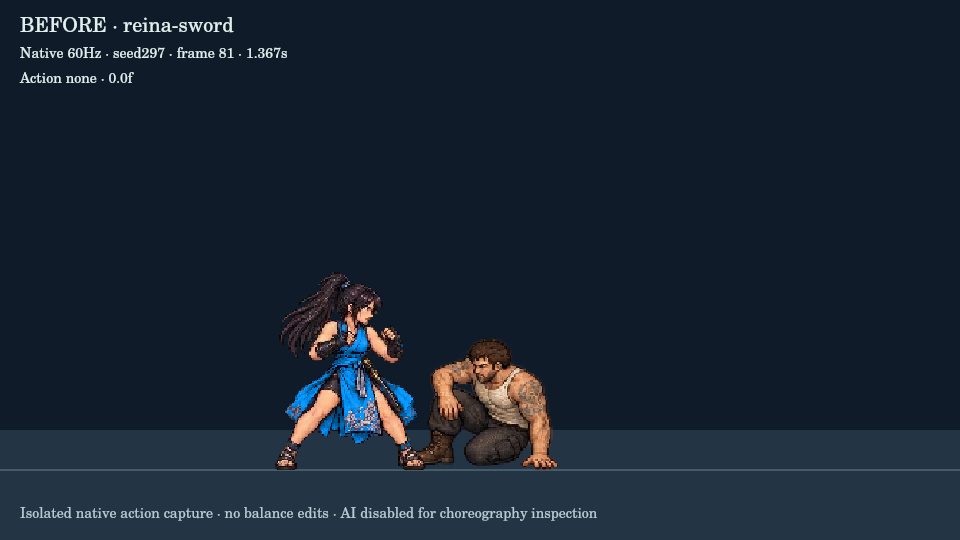 BEFORE · reina-sword
Native 60Hz · seed297 · frame 81 · 1.367s
Action none · 0.0f
Isolated native action capture · no balance edits · AI disabled for choreography inspection